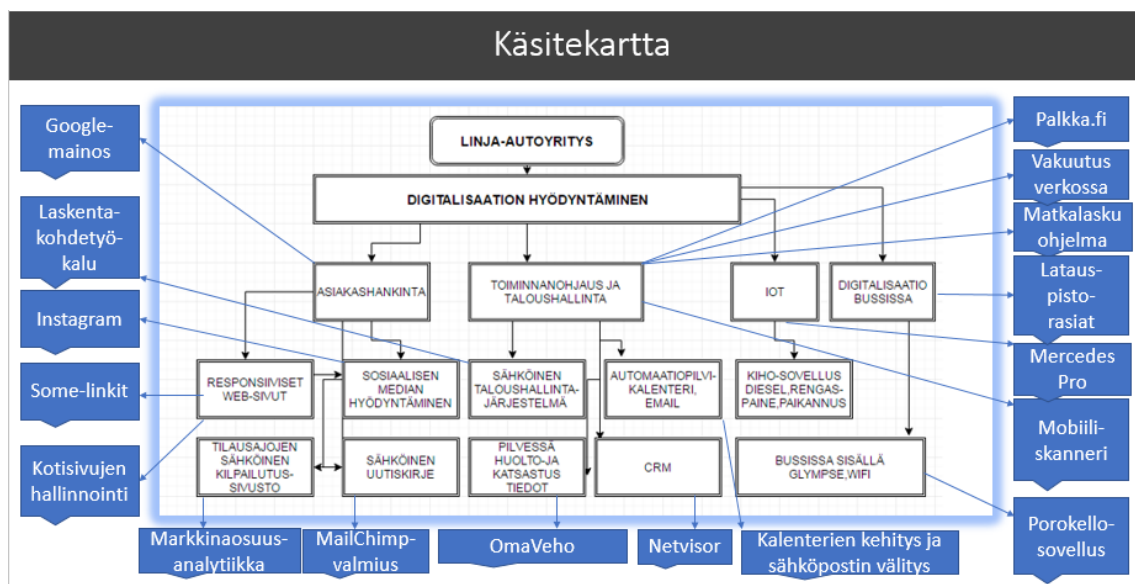 Käsitekartta
Google-
mainos
Laskenta-
kohdetyö-
kalu
Instagram
Some-linkit
Kotisivujen
hallinnointi
LINJA-AUTOYRITYS
DIGITALISAATION HYÖDYNTÄMINEN
ASIAKASHANKINTA
TOIMINNANOHJAUS JA
TALOUSHALLINTA
IOT
DIGITALISAATIO
BUSSISSA
RESPONSIIVISET
WEB-SIVUT
SOSIAALISEN
MEDIAN
HYÖDYNTÄMINEN
SÄHKÖINEN
TALOUSHALLINTA-
JÄRJESTELMÄ
AUTOMAATIOPILVI-
KALENTERI,
EMAIL
KIHO-SOVELLUS
DIESEL,RENGAS-
PAINE,PAIKANNUS
TILAUSAJOJEN
SÄHKÖINEN
KILPAILUTUS-
SIVUSTO
SÄHKÖINEN
UUTISKIRJE
PILVESSÄ
HUOLTO-JA
KATSASTUS
TIEDOT
CRM
BUSSISSA SISÄLLÄ
GLYMPSE,WIFI
Palkka.fi
Vakuutus
verkossa
Matkalasku
ohjelma
Lataus-
pisto-
rasiat
Mercedes
Pro
Mobiili-
skanneri
Porokello-
sovellus
Markkinaosuus-
analytiikka
MailChimp-
valmius
OmaVeho
Netvisor
Kalenterien kehitys ja
sähköpostin välitys